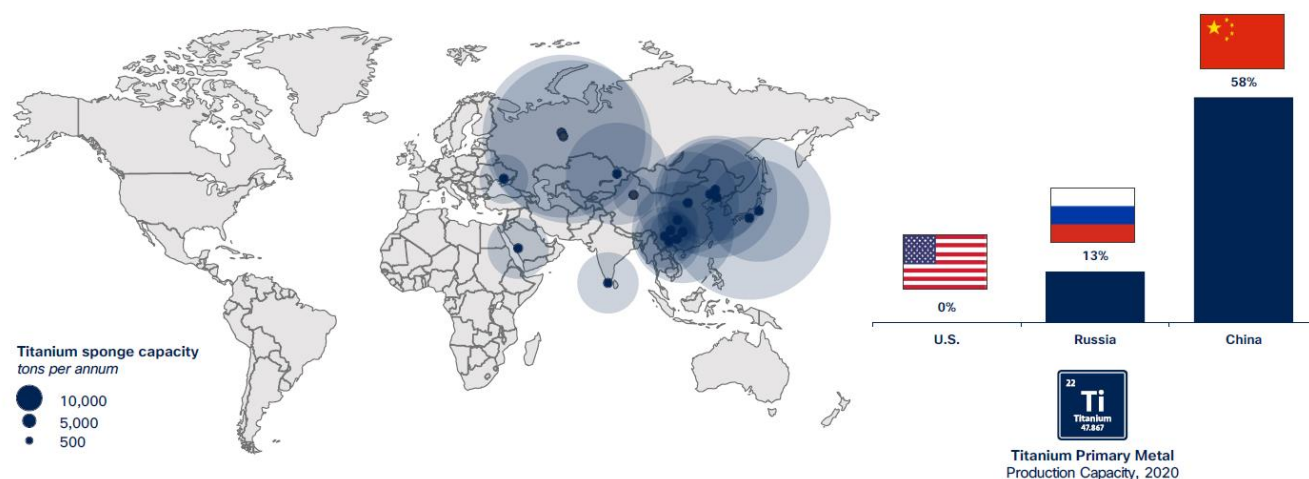 Titanium sponge capacity
tons per annum
10,000
5,000
500
58%
13%
0%
U.S.
Russia
China
22
Ti
Titanium
47.867
Titanium Primary Metal
Production Capacity, 2020